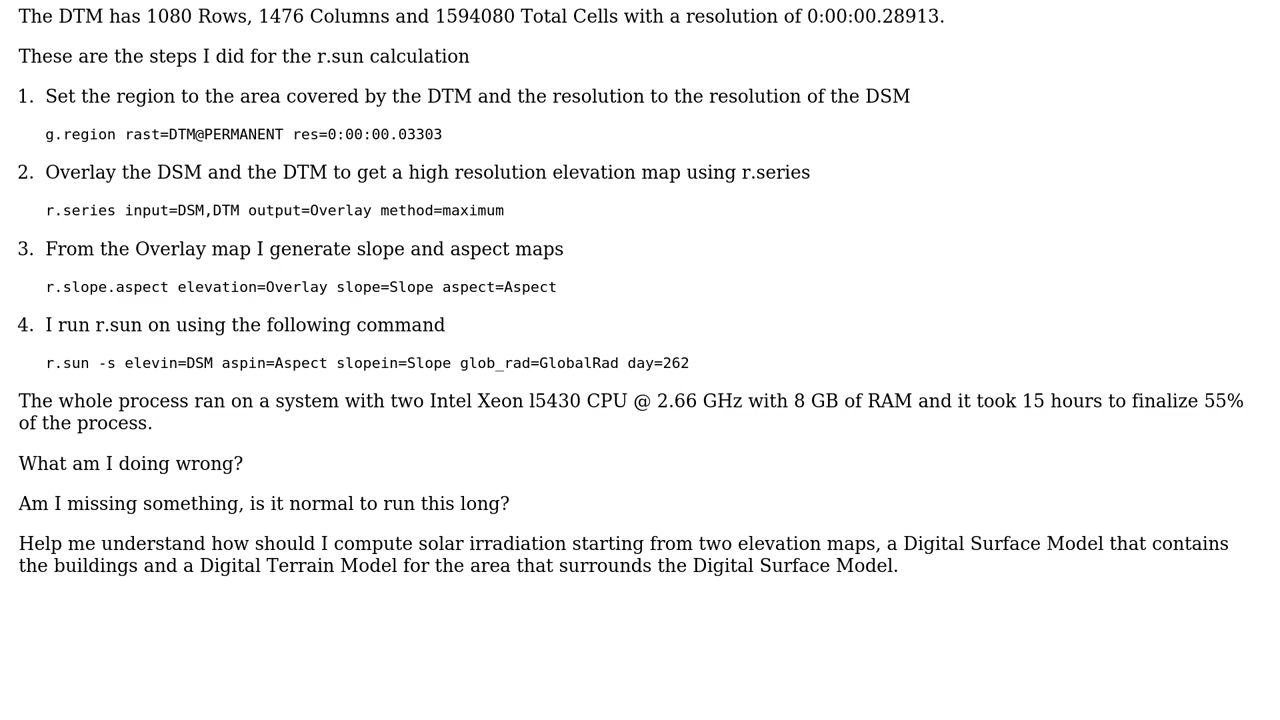 The DTM has 1080 Rows, 1476 Columns and 1594080 Total Cells with a resolution of 0:00:00.28913.
These are the steps I did for the r.sun calculation
1. Set the region to the area covered by the DTM and the resolution to the resolution of the DSM
g.region rast=DTM@PERMANENT res=0:00:00.03303
2. Overlay the DSM and the DTM to get a high resolution elevation map using r.series
r.series input=DSM,DTM output=Overlay method=maximum
3. From the Overlay map I generate slope and aspect maps
r.slope.aspect elevation=Overlay slope=Slope aspect=Aspect
4. I run r.sun on using the following command
r.sun -s elevin=DSM aspin=Aspect slopein=Slope glob_rad=GlobalRad day=262
The whole process ran on a system with two Intel Xeon l5430 CPU @ 2.66 GHz with 8 GB of RAM and it took 15 hours to finalize 55%
of the process.
What am I doing wrong?
Am I missing something, is it normal to run this long?
Help me understand how should I compute solar irradiation starting from two elevation maps, a Digital Surface Model that contains
the buildings and a Digital Terrain Model for the area that surrounds the Digital Surface Model.